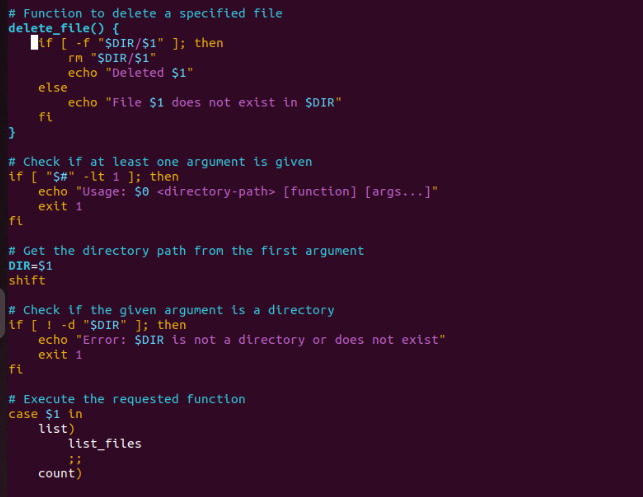 # Function to delete a specified file
delete_file() {
    if [ -f "$DIR/$1" ]; then
        rm "$DIR/$1"
        echo "Deleted $1"
    else
        echo "File $1 does not exist in $DIR"
    fi
}

# Check if at least one argument is given
if [ "$#" -lt 1 ]; then
    echo "Usage: $0 <directory-path> [function] [args...]"
    exit 1
fi

# Get the directory path from the first argument
DIR=$1
shift

# Check if the given argument is a directory
if [ ! -d "$DIR" ]; then
    echo "Error: $DIR is not a directory or does not exist"
    exit 1
fi

# Execute the requested function
case $1 in
    list)
        list_files
        ;;
    count)